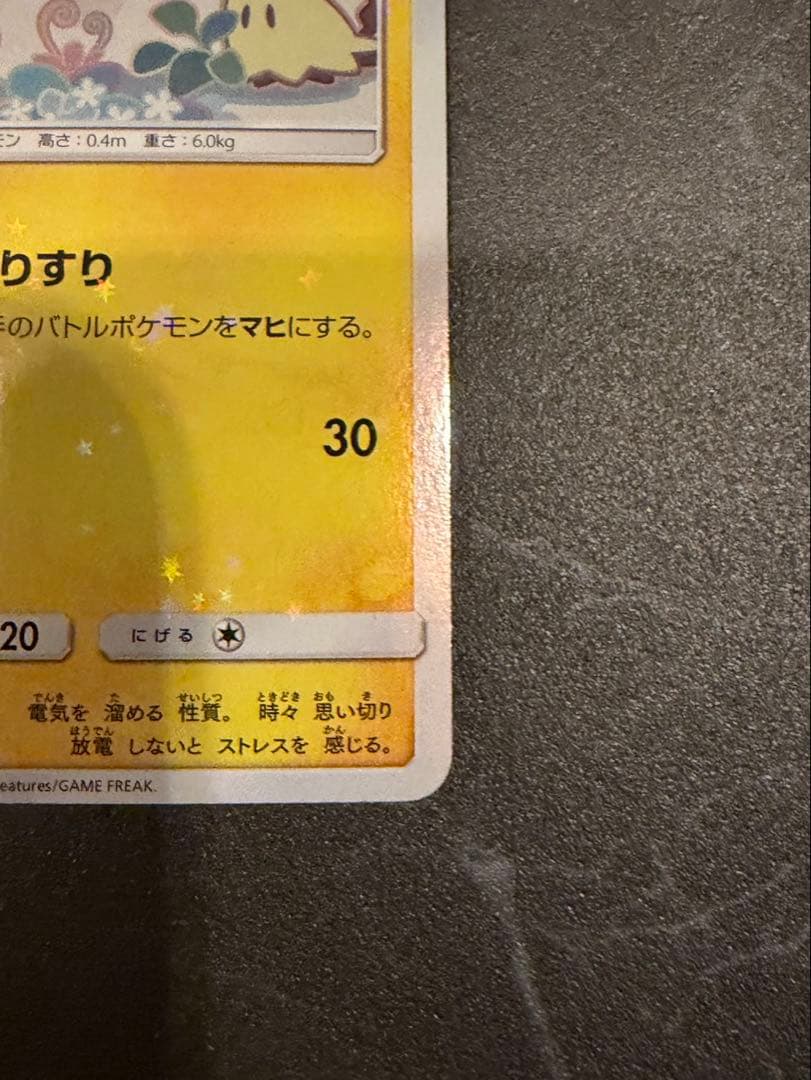 モン 高さ:0.4m 重さ:6.0kg
りすり
手のバトルポケモンをマヒにする。
30
20
にげる
でんき た せいしつ ときどき おも き
電気を 溜める 性質。 時々 思い切り
ほうでん かん
放電 しないと ストレスを 感じる。
eatures/GAME FREAK.